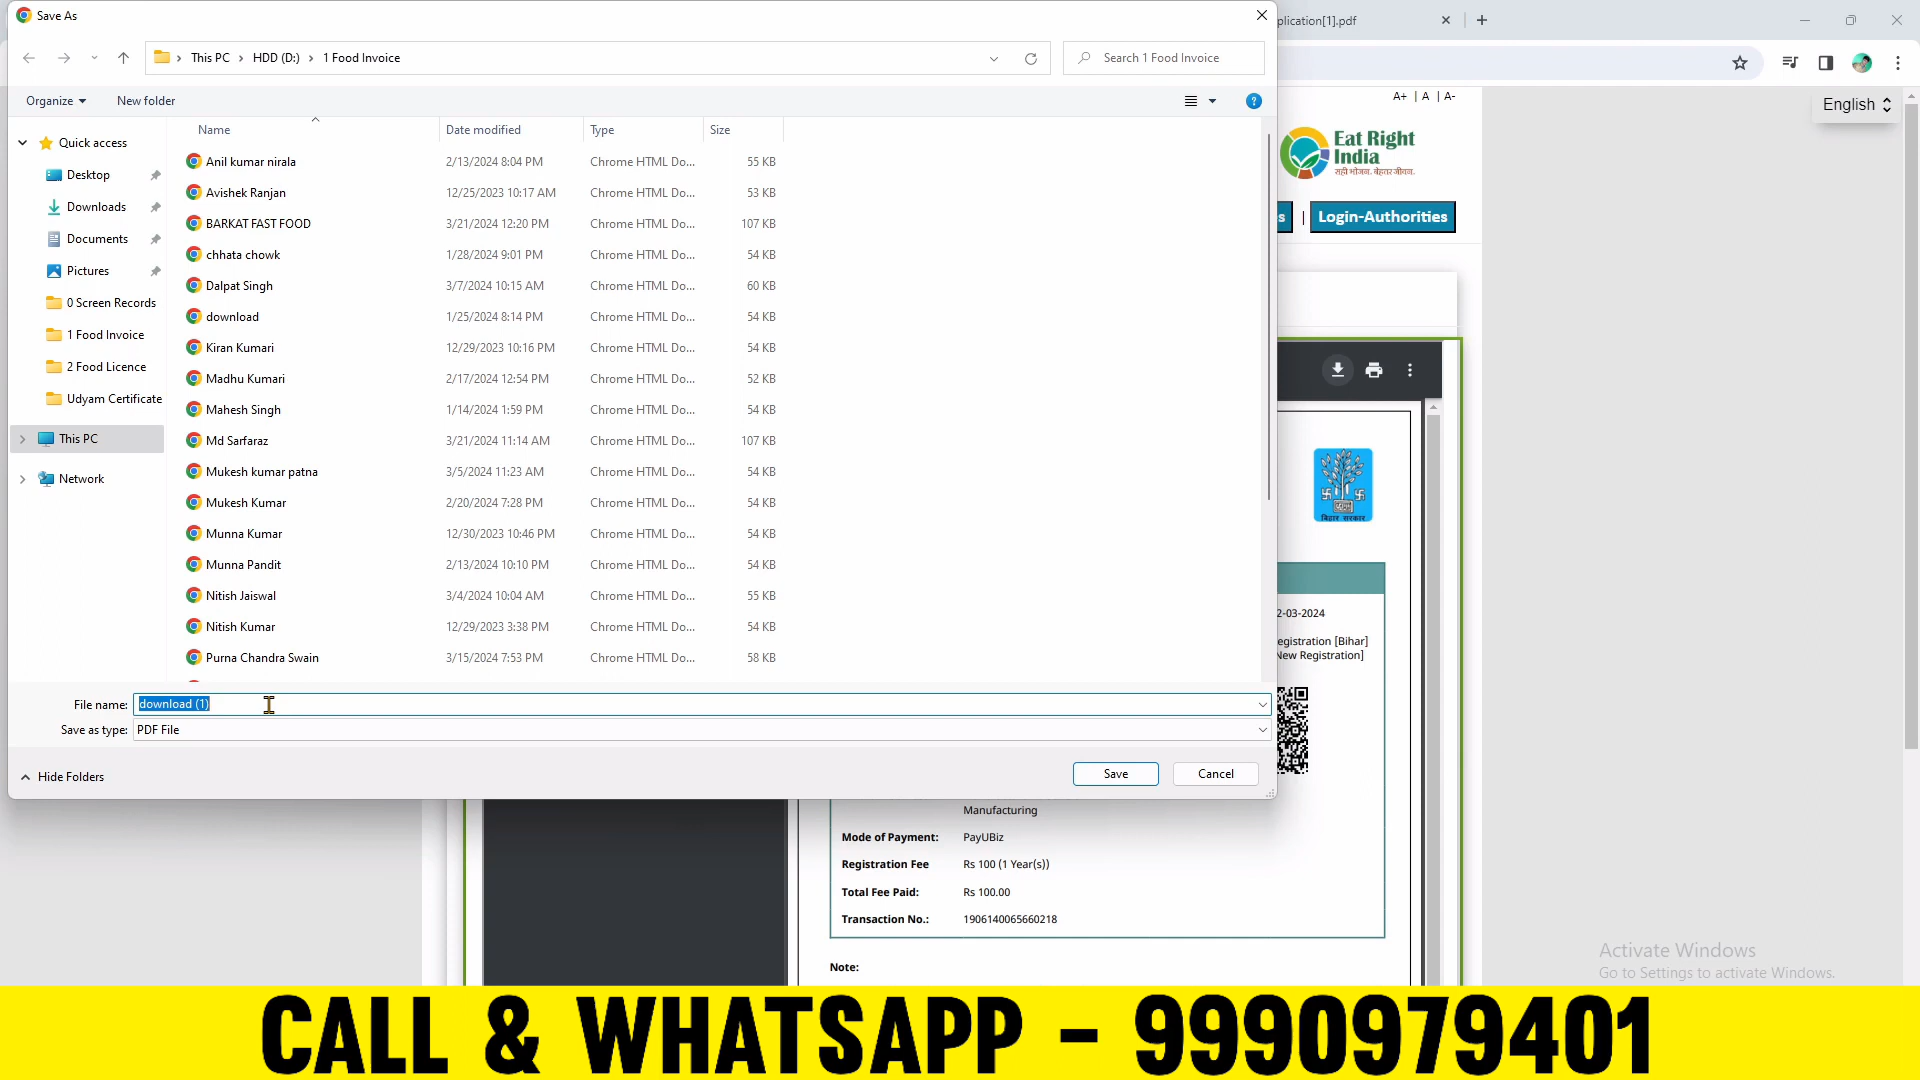 Save As
plication[1].pdf
This PC > HDD (D:) > 1 Food Invoice
Search 1 Food Invoice
Organize
New folder
A+ | A | A-
English
Name
Date modified
Type
Size
Quick access
Desktop
Downloads
Documents
Pictures
0 Screen Records
1 Food Invoice
2 Food Licence
Udyam Certificate
This PC
Network
Anil kumar nirala 2/13/2024 8:04 PM Chrome HTML Do... 55 KB
Avishek Ranjan 12/25/2023 10:17 AM Chrome HTML Do... 53 KB
BARKAT FAST FOOD 3/21/2024 12:20 PM Chrome HTML Do... 107 KB
chhata chowk 1/28/2024 9:01 PM Chrome HTML Do... 54 KB
Dalpat Singh 3/7/2024 10:15 AM Chrome HTML Do... 60 KB
download 1/25/2024 8:14 PM Chrome HTML Do... 54 KB
Kiran Kumari 12/29/2023 10:16 PM Chrome HTML Do... 54 KB
Madhu Kumari 2/17/2024 12:54 PM Chrome HTML Do... 52 KB
Mahesh Singh 1/14/2024 1:59 PM Chrome HTML Do... 54 KB
Md Sarfaraz 3/21/2024 11:14 AM Chrome HTML Do... 107 KB
Mukesh kumar patna 3/5/2024 11:23 AM Chrome HTML Do... 54 KB
Mukesh Kumar 2/20/2024 7:28 PM Chrome HTML Do... 54 KB
Munna Kumar 12/30/2023 10:46 PM Chrome HTML Do... 54 KB
Munna Pandit 2/13/2024 10:10 PM Chrome HTML Do... 54 KB
Nitish Jaiswal 3/4/2024 10:04 AM Chrome HTML Do... 55 KB
Nitish Kumar 12/29/2023 3:38 PM Chrome HTML Do... 54 KB
Purna Chandra Swain 3/15/2024 7:53 PM Chrome HTML Do... 58 KB
File name: download (1)
Save as type: PDF File
Hide Folders
Save
Cancel
Eat Right
India
सही भोजन. बेहतर जीवन.
s | Login-Authorities
बिहार सरकार
2-03-2024
egistration [Bihar]
New Registration]
Manufacturing
Mode of Payment: PayUBiz
Registration Fee Rs 100 (1 Year(s))
Total Fee Paid: Rs 100.00
Transaction No.: 1906140065660218
Note:
Activate Windows
Go to Settings to activate Windows.
CALL & WHATSAPP - 9990979401